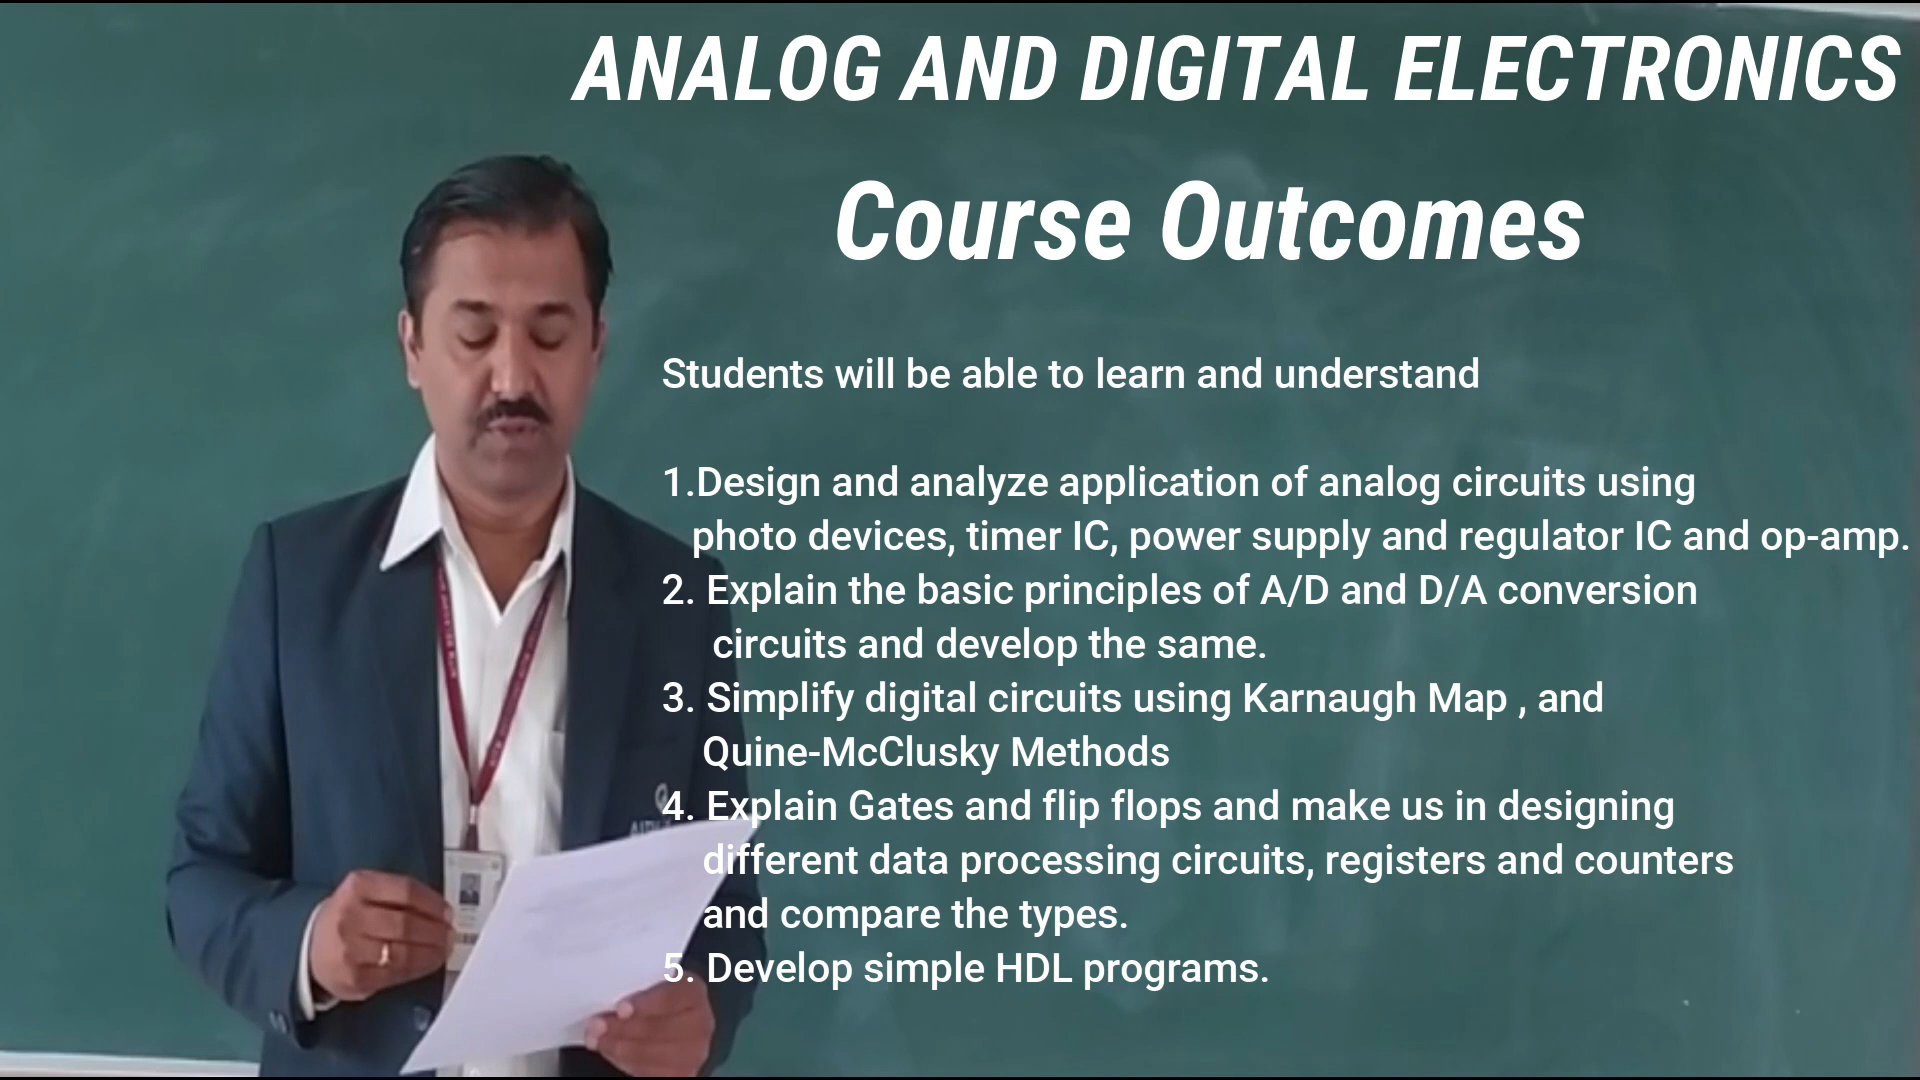 ANALOG AND DIGITAL ELECTRONICS
Course Outcomes
Students will be able to learn and understand
1.Design and analyze application of analog circuits using
photo devices, timer IC, power supply and regulator IC and op-amp.
2. Explain the basic principles of A/D and D/A conversion
circuits and develop the same.
3. Simplify digital circuits using Karnaugh Map , and
Quine-McClusky Methods
4. Explain Gates and flip flops and make us in designing
different data processing circuits, registers and counters
and compare the types.
5. Develop simple HDL programs.